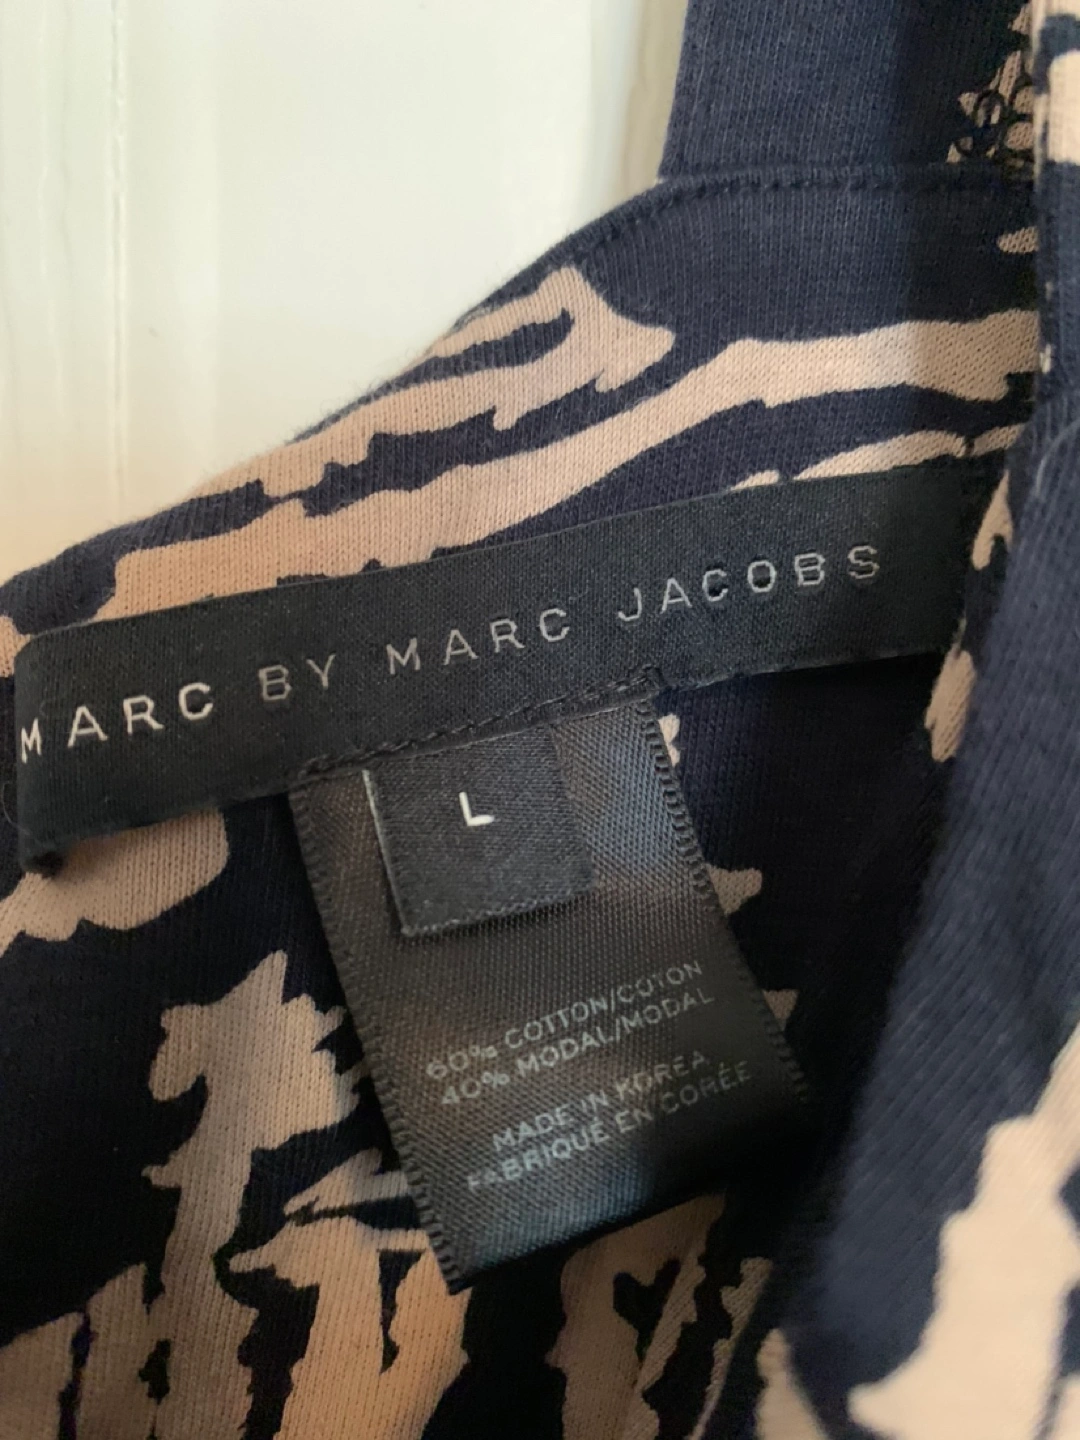 MARC BY MARC JACOBS
L
60% COTTON/COTON
40% MODAL/MODAL
MADE IN KOREA
FABRIQUÉ EN/CORÉE